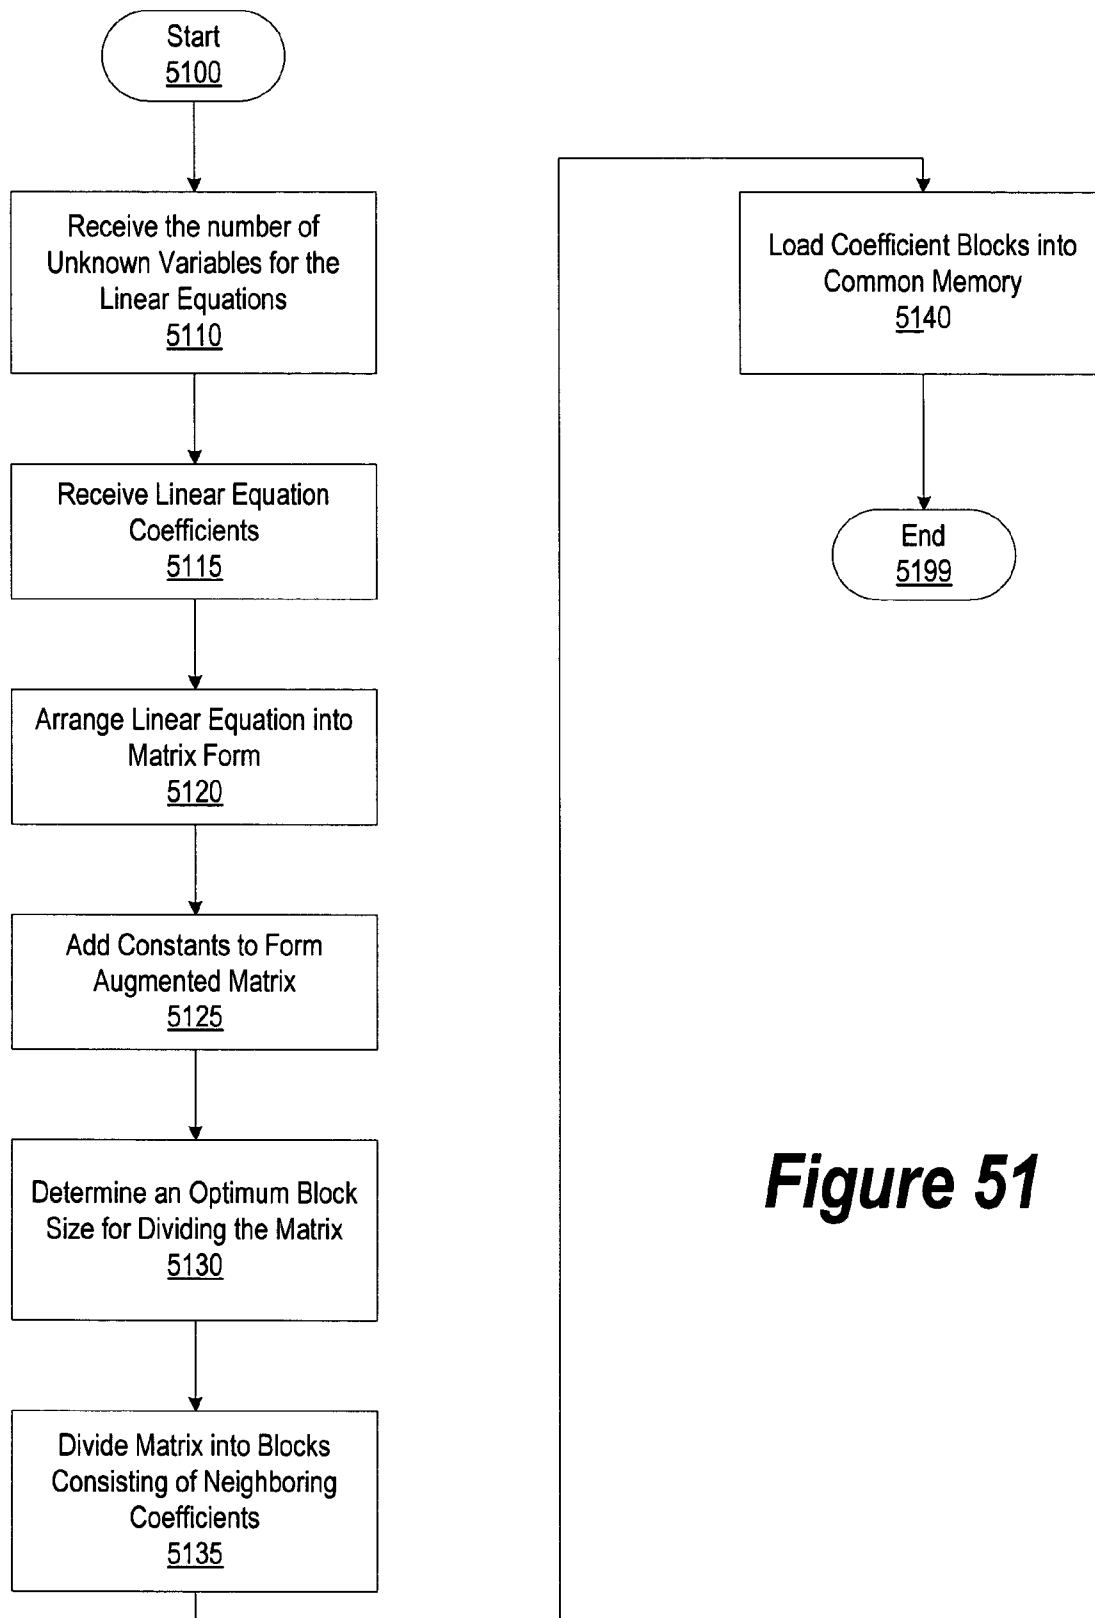 Start
5100
Receive the number of
Unknown Variables for the
Linear Equations
5110
Receive Linear Equation
Coefficients
5115
Arrange Linear Equation into
Matrix Form
5120
Add Constants to Form
Augmented Matrix
5125
Determine an Optimum Block
Size for Dividing the Matrix
5130
Divide Matrix into Blocks
Consisting of Neighboring
Coefficients
5135
Load Coefficient Blocks into
Common Memory
5140
End
5199
Figure 51